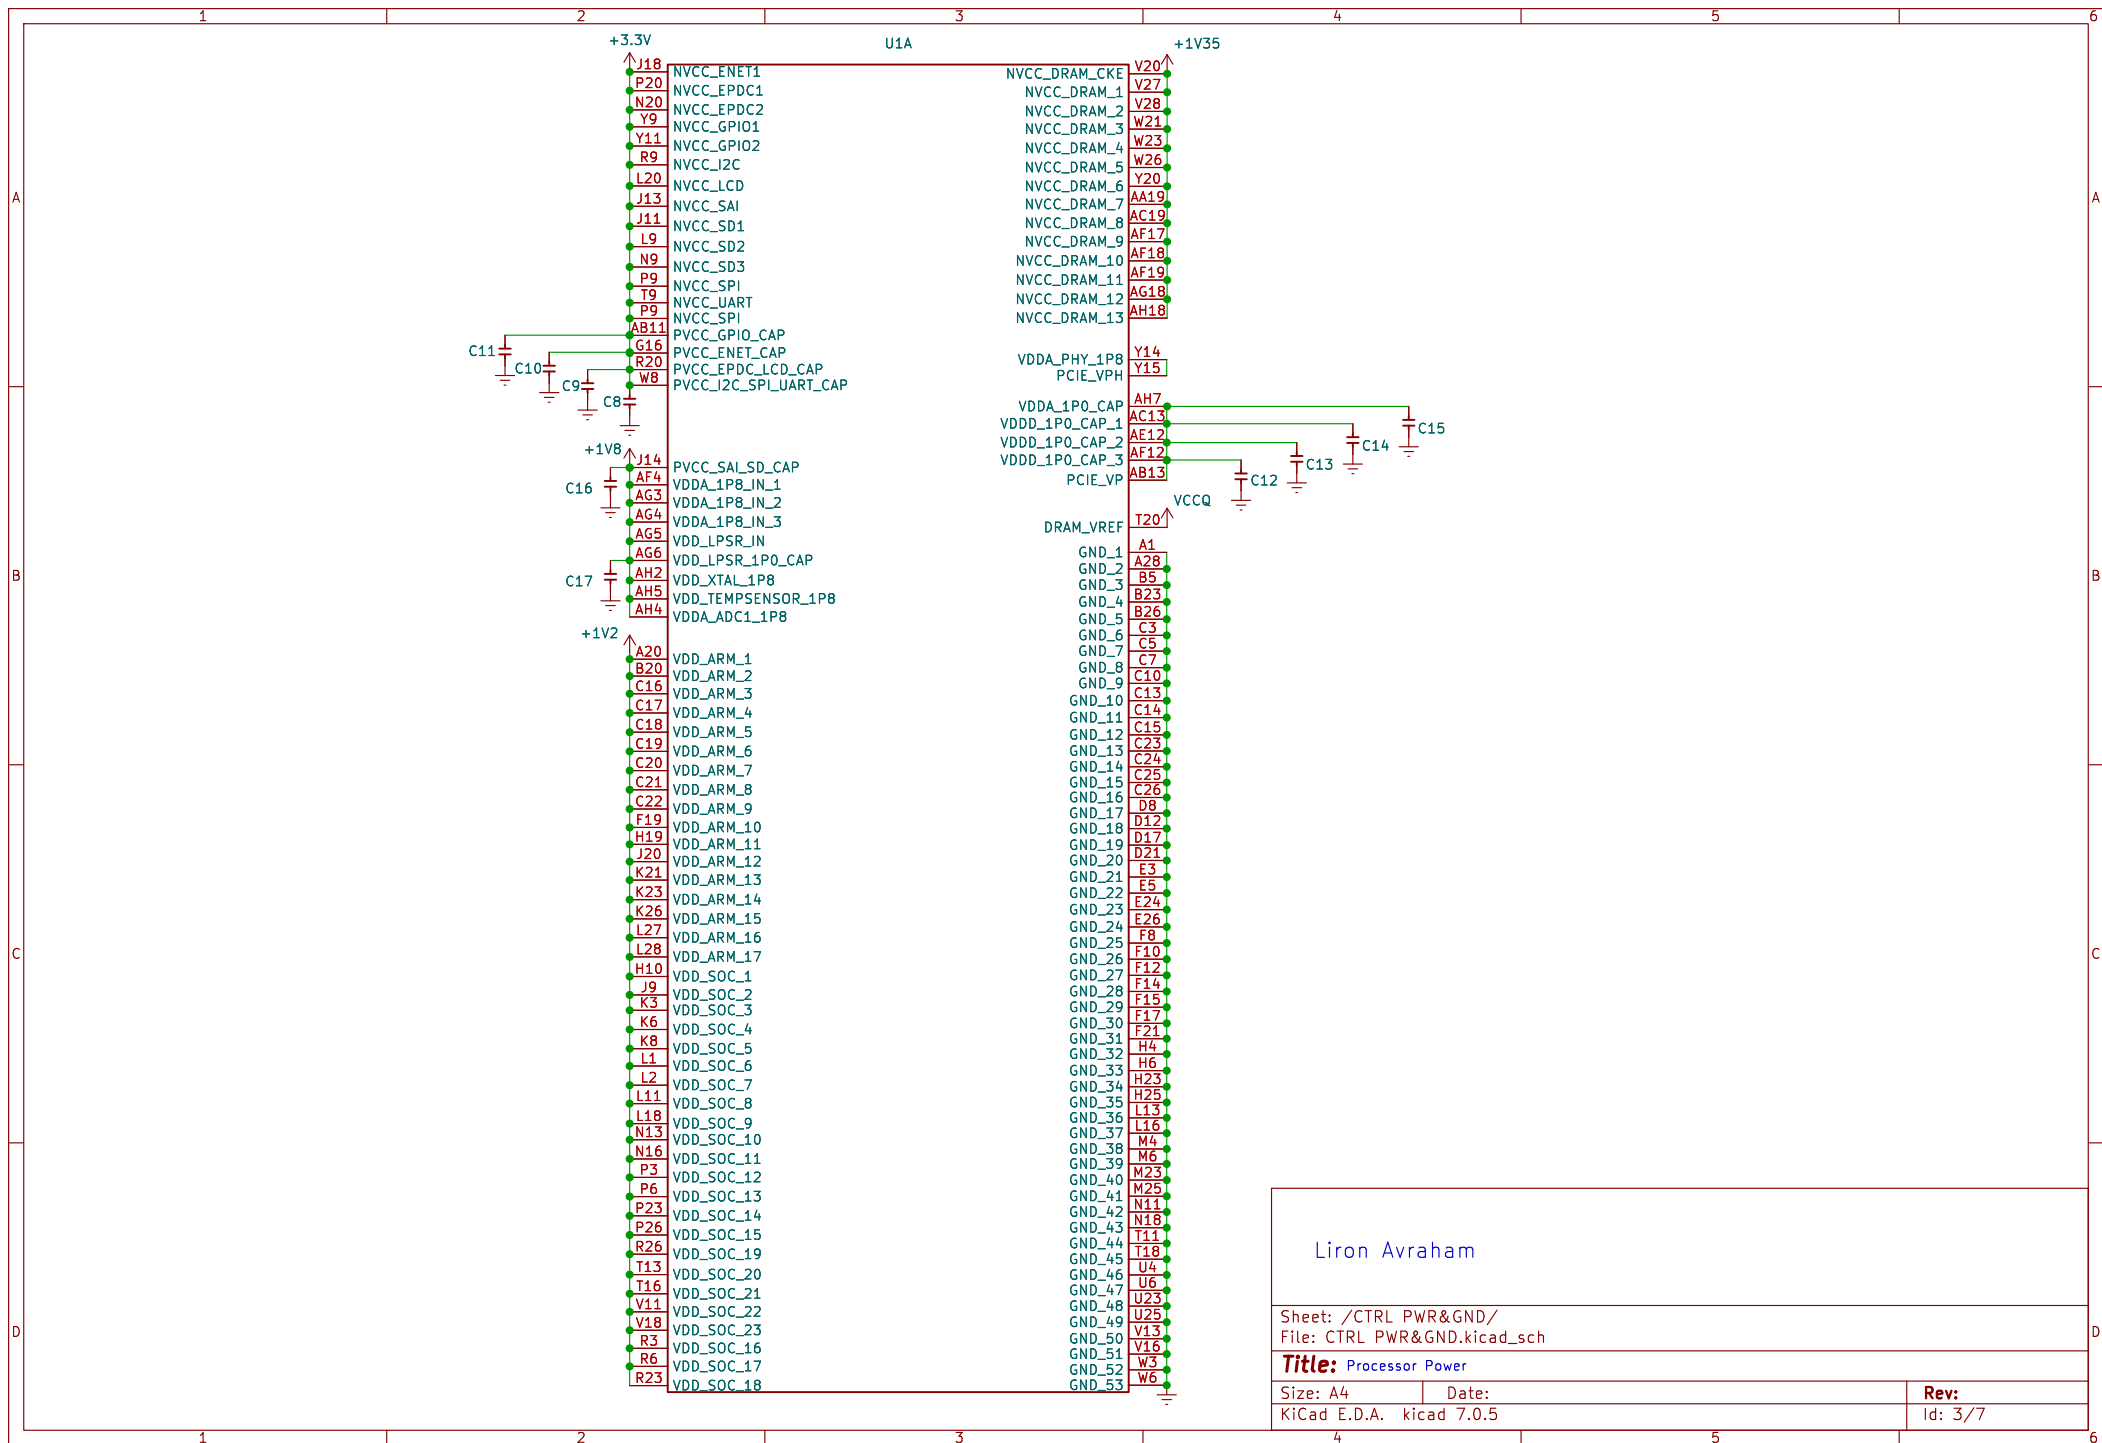 1 2 3 4 5 6
+3.3V
U1A
+1V35
J18 NVCC_ENET1
P20 NVCC_EPDC1
N20 NVCC_EPDC2
Y9 NVCC_GPIO1
Y11 NVCC_GPIO2
R9 NVCC_I2C
L20 NVCC_LCD
J13 NVCC_SAI
J11 NVCC_SD1
L9 NVCC_SD2
N9 NVCC_SD3
P9 NVCC_SPI
T9 NVCC_UART
P9 NVCC_SPI
AB11 PVCC_GPIO_CAP
G16 PVCC_ENET_CAP
R20 PVCC_EPDC_LCD_CAP
W8 PVCC_I2C_SPI_UART_CAP
C11
C10
C9
C8
+1V8
J14 PVCC_SAI_SD_CAP
AF4 VDDA_1P8_IN_1
AG3 VDDA_1P8_IN_2
AG4 VDDA_1P8_IN_3
AG5 VDD_LPSR_IN
AG6 VDD_LPSR_1P0_CAP
AH2 VDD_XTAL_1P8
AH5 VDD_TEMPSENSOR_1P8
AH4 VDDA_ADC1_1P8
C16
C17
+1V2
A20 VDD_ARM_1
B20 VDD_ARM_2
C16 VDD_ARM_3
C17 VDD_ARM_4
C18 VDD_ARM_5
C19 VDD_ARM_6
C20 VDD_ARM_7
C21 VDD_ARM_8
C22 VDD_ARM_9
F19 VDD_ARM_10
H19 VDD_ARM_11
J20 VDD_ARM_12
K21 VDD_ARM_13
K23 VDD_ARM_14
K26 VDD_ARM_15
L27 VDD_ARM_16
L28 VDD_ARM_17
H10 VDD_SOC_1
J9 VDD_SOC_2
K3 VDD_SOC_3
K6 VDD_SOC_4
K8 VDD_SOC_5
L1 VDD_SOC_6
L2 VDD_SOC_7
L11 VDD_SOC_8
L18 VDD_SOC_9
N13 VDD_SOC_10
N16 VDD_SOC_11
P3 VDD_SOC_12
P6 VDD_SOC_13
P23 VDD_SOC_14
P26 VDD_SOC_15
R26 VDD_SOC_19
T13 VDD_SOC_20
T16 VDD_SOC_21
V11 VDD_SOC_22
V18 VDD_SOC_23
R3 VDD_SOC_16
R6 VDD_SOC_17
R23 VDD_SOC_18
NVCC_DRAM_CKE V20
NVCC_DRAM_1 V27
NVCC_DRAM_2 V28
NVCC_DRAM_3 W21
NVCC_DRAM_4 W23
NVCC_DRAM_5 W26
NVCC_DRAM_6 Y20
NVCC_DRAM_7 AA19
NVCC_DRAM_8 AC19
NVCC_DRAM_9 AF17
NVCC_DRAM_10 AF18
NVCC_DRAM_11 AF19
NVCC_DRAM_12 AG18
NVCC_DRAM_13 AH18
VDDA_PHY_1P8 Y14
PCIE_VPH Y15
VDDA_1P0_CAP AH7
VDDD_1P0_CAP_1 AC13
VDDD_1P0_CAP_2 AE12
VDDD_1P0_CAP_3 AF12
PCIE_VP AB13
C15
C14
C13
C12
VCCQ
DRAM_VREF T20
GND_1 A1
GND_2 A28
GND_3 B5
GND_4 B23
GND_5 B26
GND_6 C3
GND_7 C5
GND_8 C7
GND_9 C10
GND_10 C13
GND_11 C14
GND_12 C15
GND_13 C23
GND_14 C24
GND_15 C25
GND_16 C26
GND_17 D8
GND_18 D12
GND_19 D17
GND_20 D21
GND_21 E3
GND_22 E5
GND_23 E24
GND_24 E26
GND_25 F8
GND_26 F10
GND_27 F12
GND_28 F14
GND_29 F15
GND_30 F17
GND_31 F21
GND_32 H4
GND_33 H6
GND_34 H23
GND_35 H25
GND_36 L13
GND_37 L16
GND_38 M4
GND_39 M6
GND_40 M23
GND_41 M25
GND_42 N11
GND_43 N18
GND_44 T11
GND_45 T18
GND_46 U4
GND_47 U6
GND_48 U23
GND_49 U25
GND_50 V13
GND_51 V16
GND_52 W3
GND_53 W6
A A
B B
C C
D D
Liron Avraham
Sheet: /CTRL PWR&GND/
File: CTRL PWR&GND.kicad_sch
Title: Processor Power
Size: A4 Date: Rev:
KiCad E.D.A. kicad 7.0.5 Id: 3/7
1 2 3 4 5 6